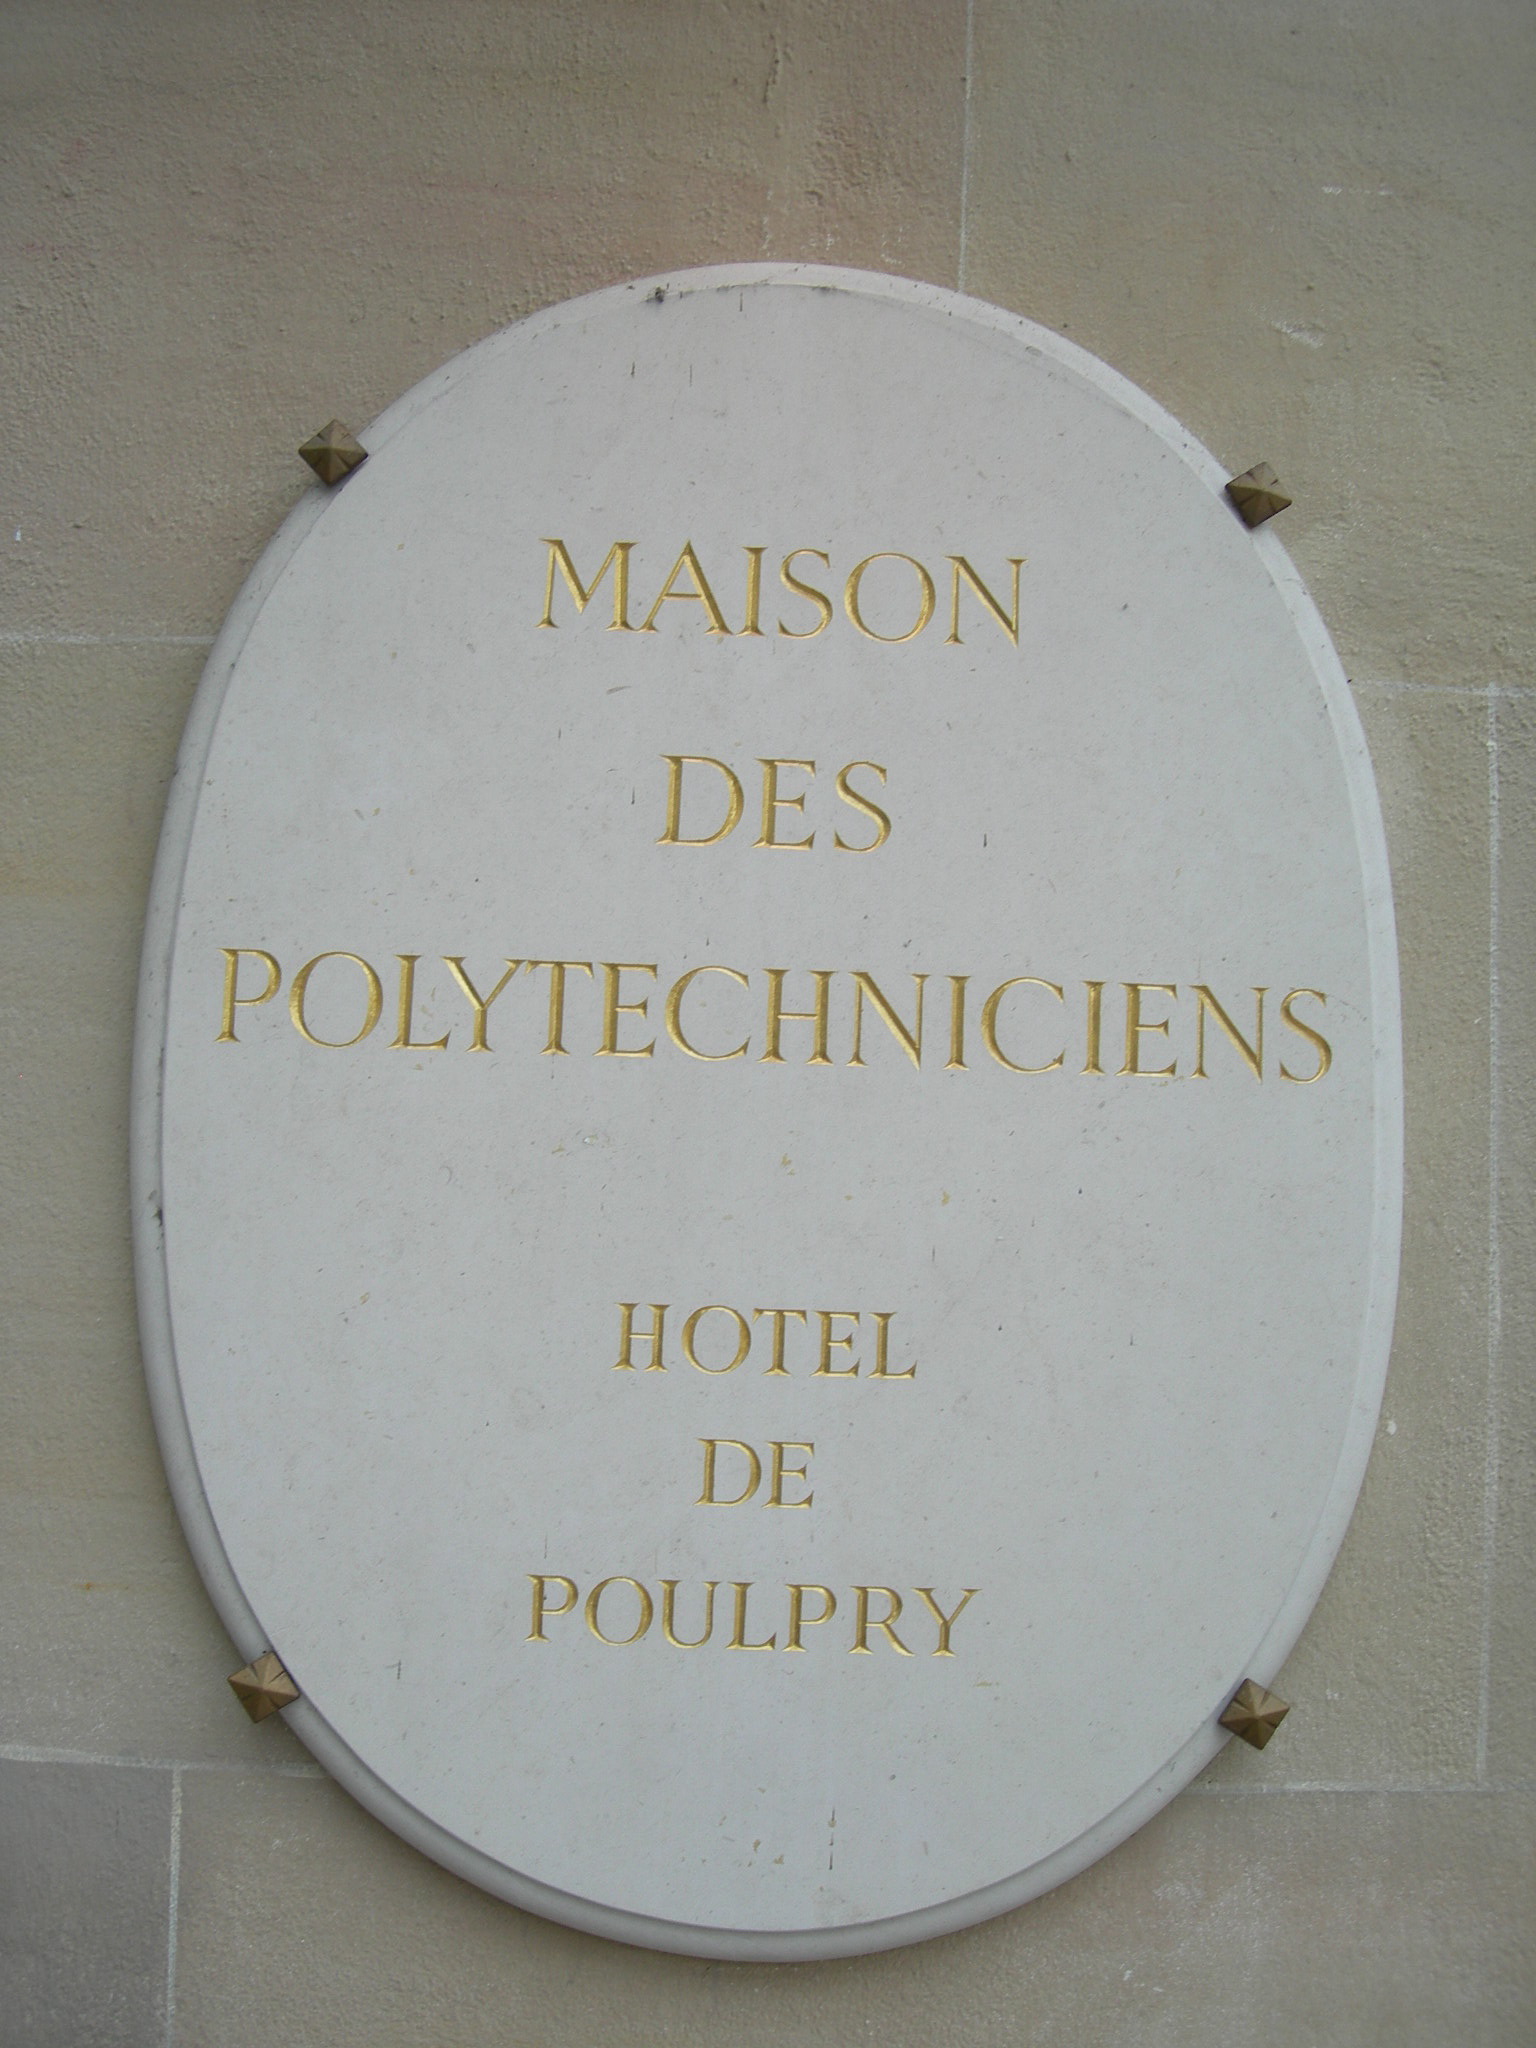 MAISON
DES
POLYTECHNICIENS
HOTEL
DE
POULPRY